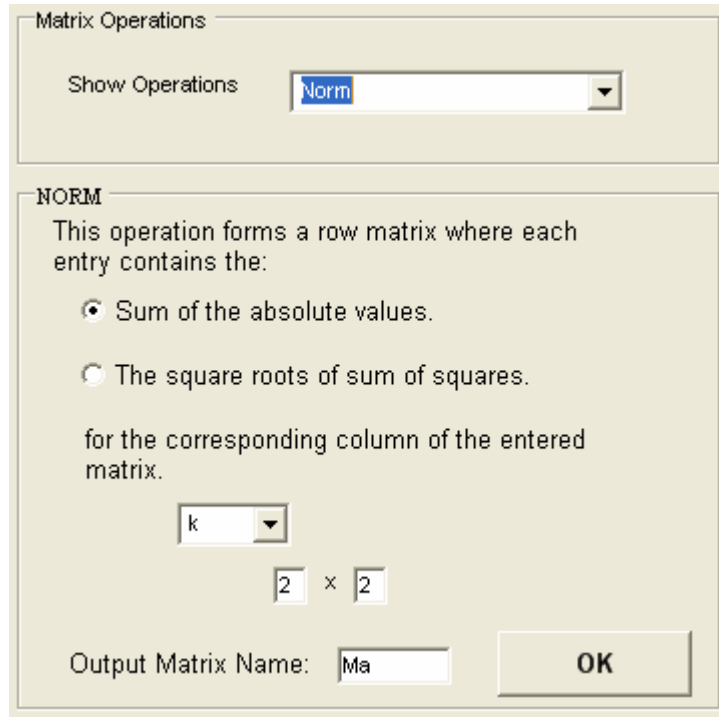 Matrix Operations
Show Operations
Norm
NORM
This operation forms a row matrix where each
entry contains the:
Sum of the absolute values.
The square roots of sum of squares.
for the corresponding column of the entered
matrix.
k
2 x 2
Output Matrix Name: Ma OK